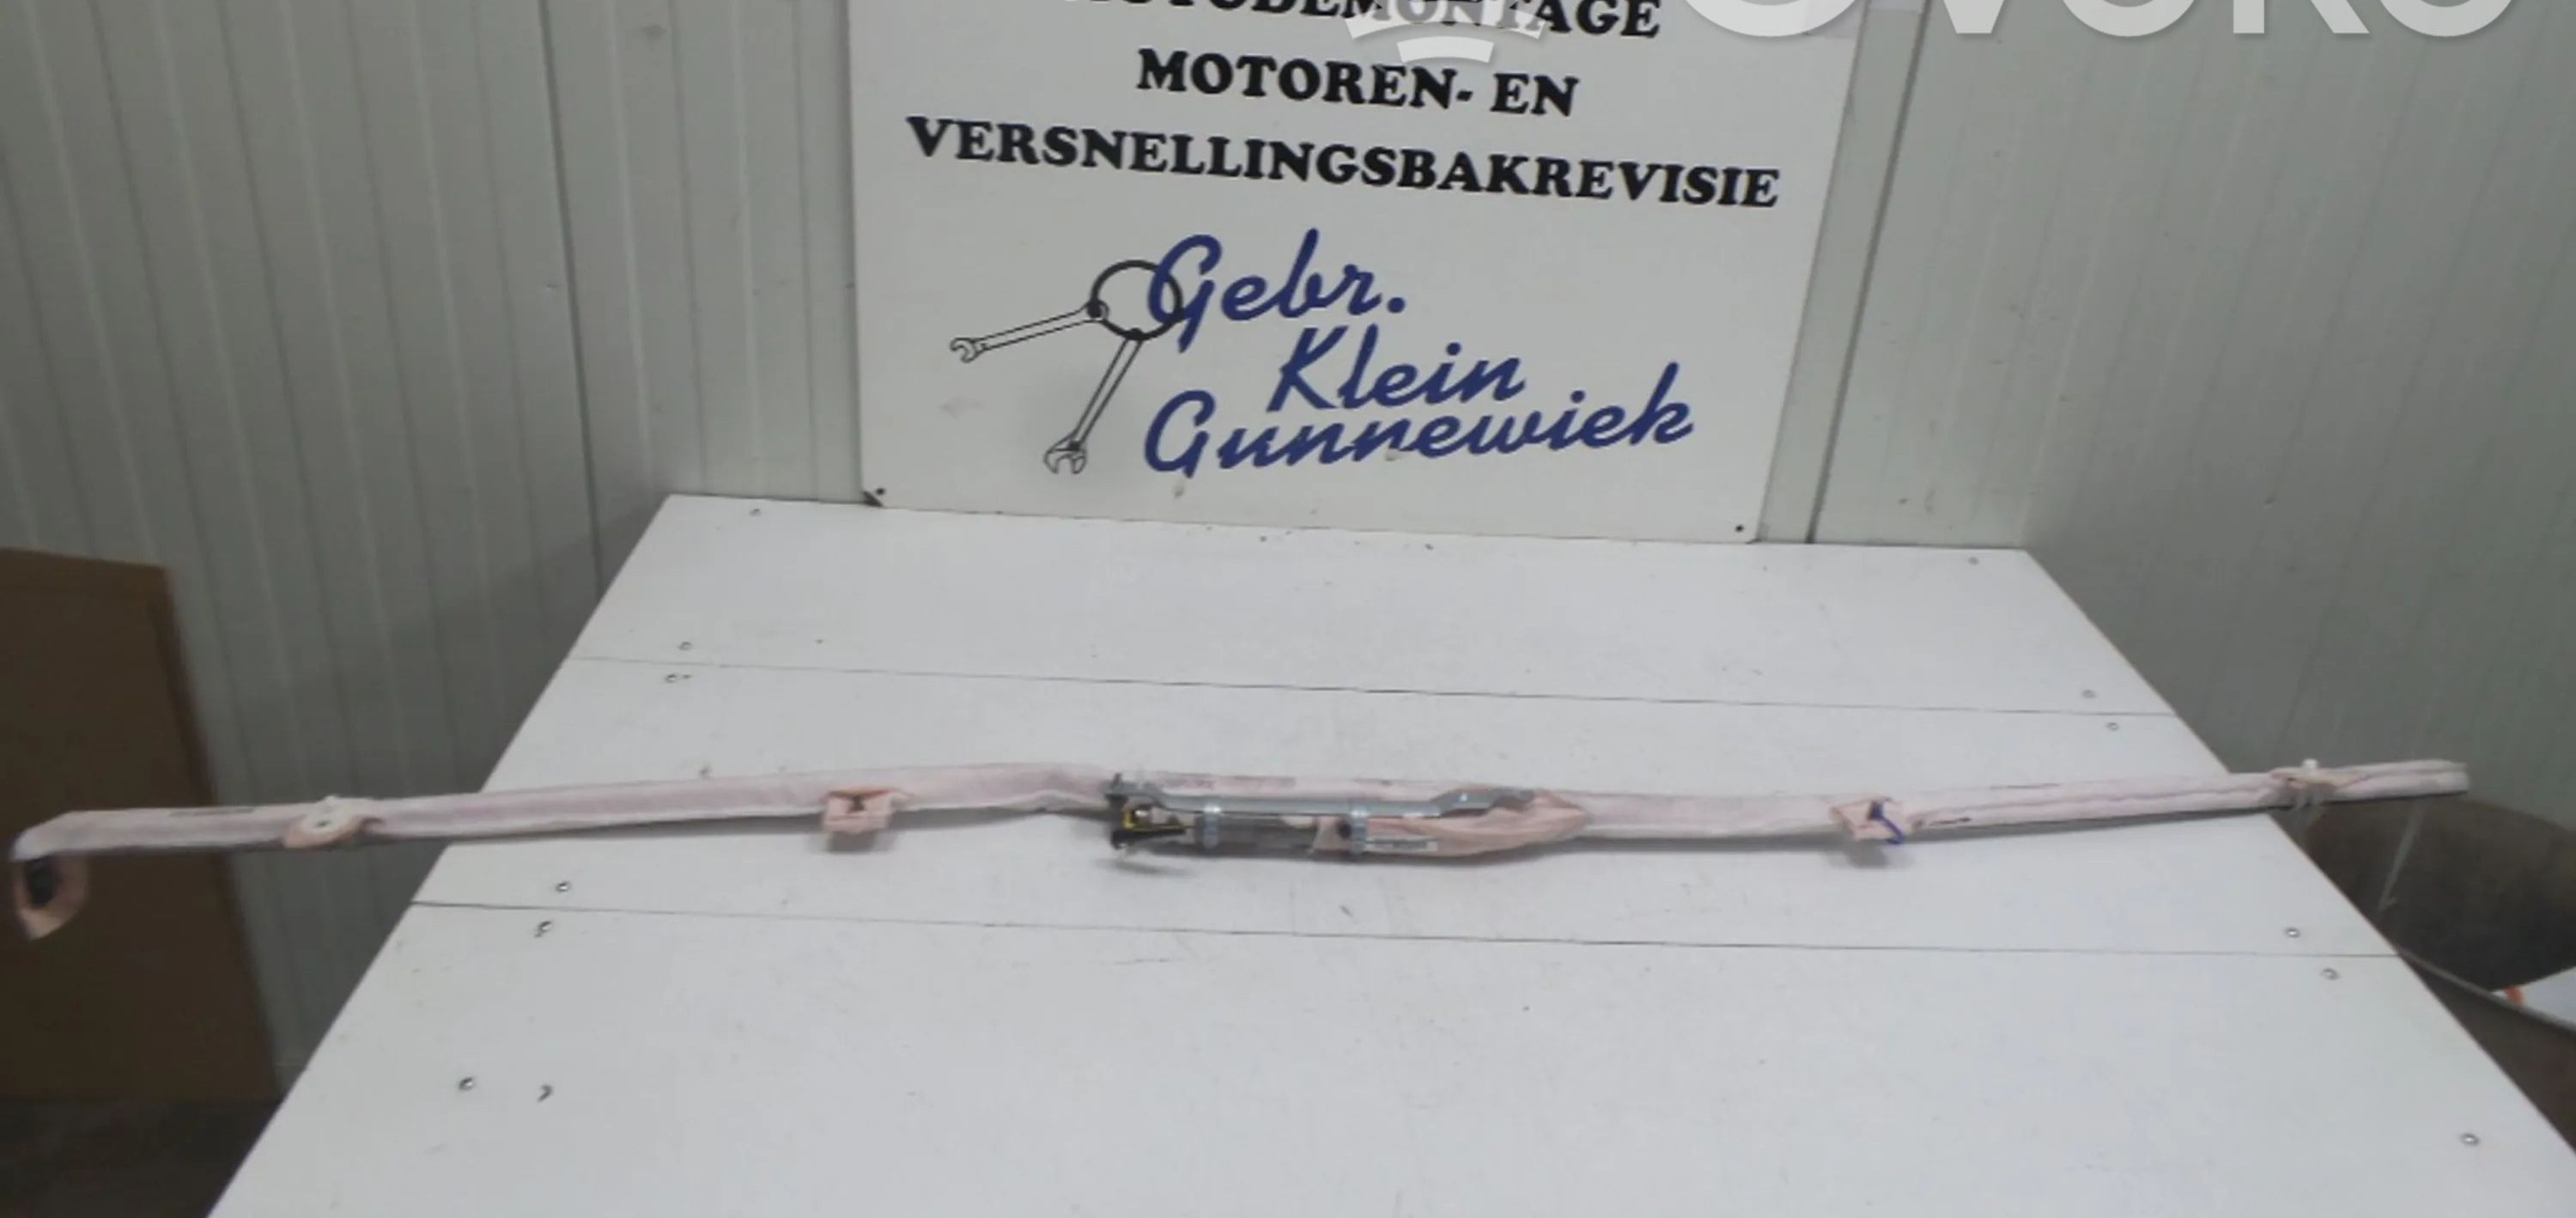 MOTOREN- EN
VERSNELLINGSBAKREVISIE
Gebr.
Klein
Gunnewiek